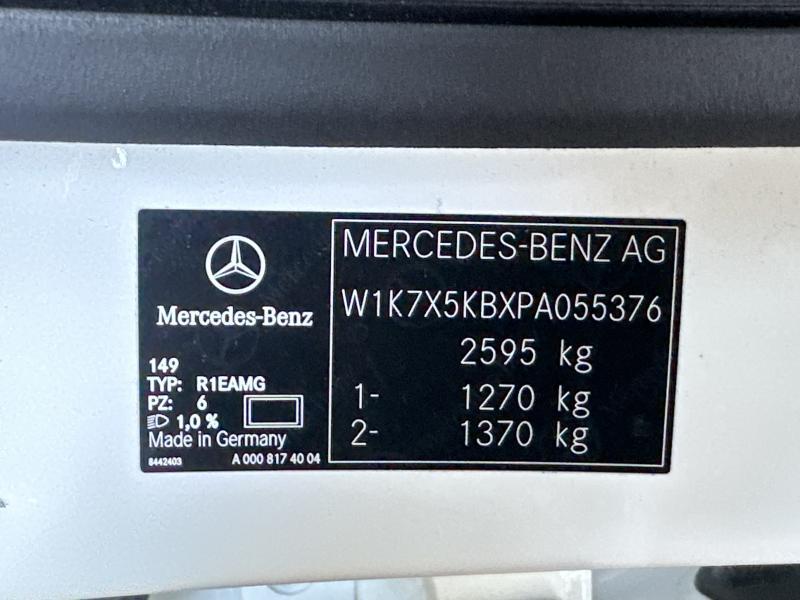 Mercedes-Benz
149
TYP: R1EAMG
PZ: 6
1,0 %
Made in Germany
8442403 A 000 817 40 04
MERCEDES-BENZ AG
W1K7X5KBXPA055376
2595 kg
1- 1270 kg
2- 1370 kg